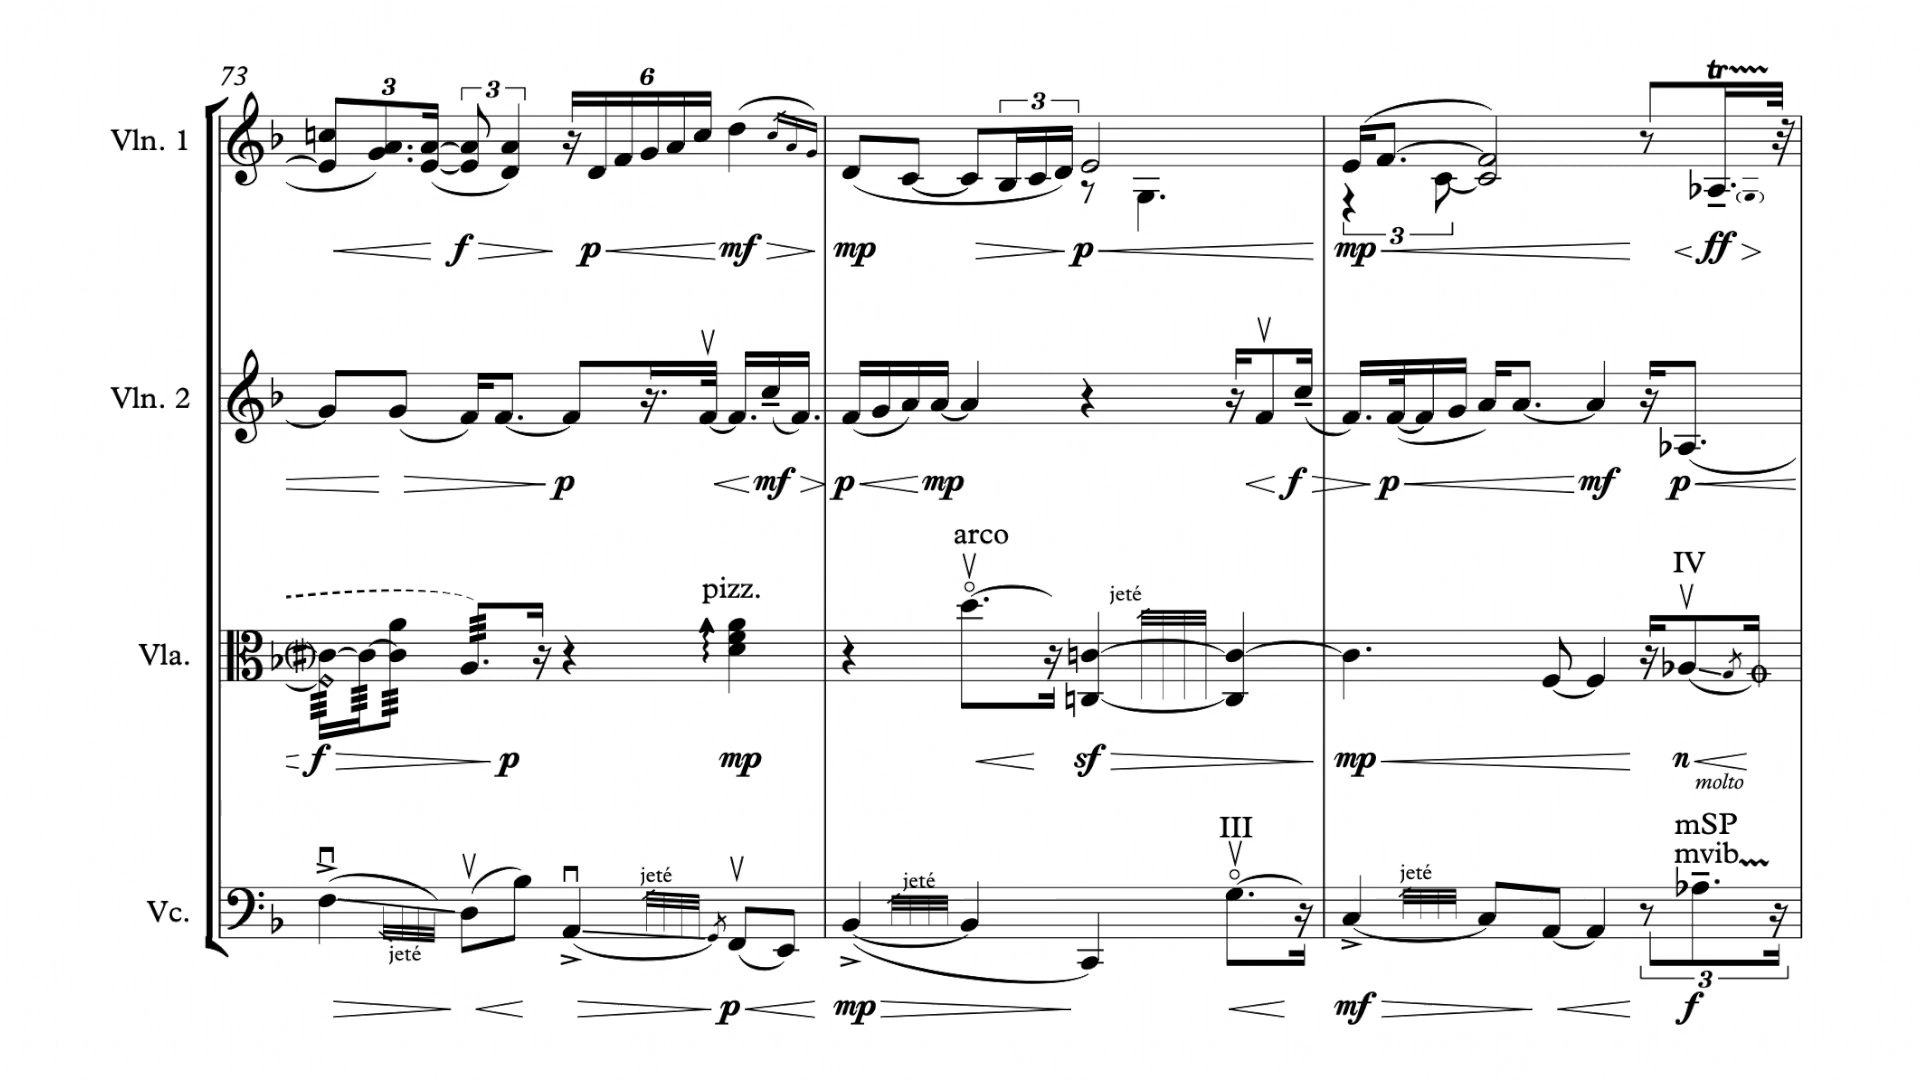 73
3 3 6 3 tr
Vln. 1
3
f p mf mp p mp ff
Vln. 2
p mf p mp f p mf p
arco
IV
pizz. jeté
Vla.
f p mp sf mp n
molto
III mSP
mvib
jeté jeté jeté
Vc.
jeté
3
p mp mf f